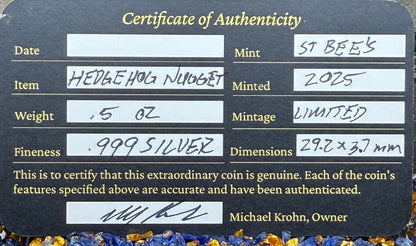 Certificate of Authenticity
Date Mint ST BEE'S
Item HEDGEHOG NUGGET Minted 2025
Weight .5 OZ Mintage LIMITED
Fineness .999 SILVER Dimensions 29.2 x 3.7 mm
This is to certify that this extraordinary coin is genuine. Each of the coin's
features specified above are accurate and have been authenticated.
Michael Krohn, Owner